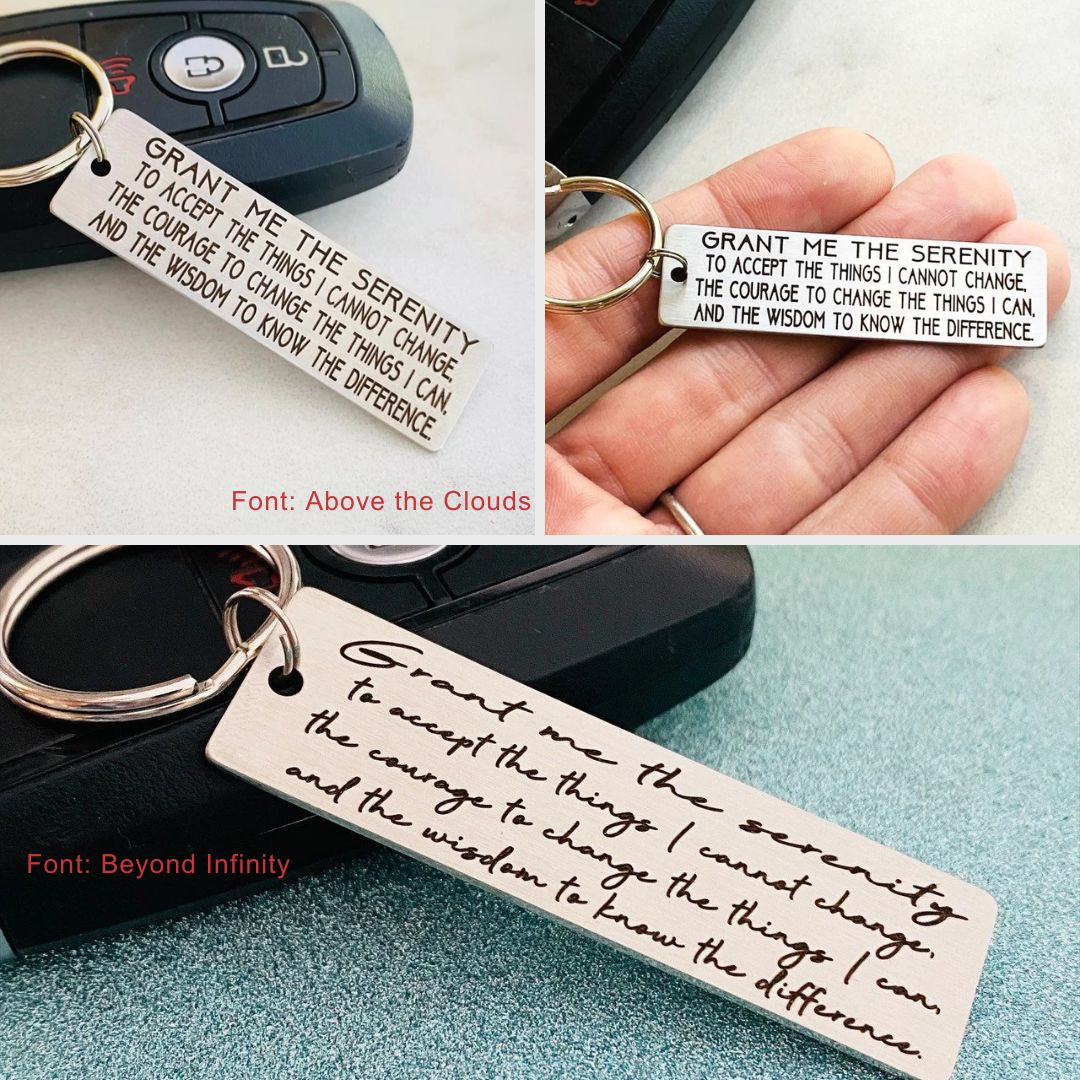 GRANT ME THE SERENITY
TO ACCEPT THE THINGS I CANNOT CHANGE,
THE COURAGE TO CHANGE THE THINGS I CAN,
AND THE WISDOM TO KNOW THE DIFFERENCE.
Font: Above the Clouds
GRANT ME THE SERENITY
TO ACCEPT THE THINGS I CANNOT CHANGE,
THE COURAGE TO CHANGE THE THINGS I CAN,
AND THE WISDOM TO KNOW THE DIFFERENCE.
Grant me the serenity
to accept the things I cannot change,
the courage to change the things I can,
and the wisdom to know the difference.
Font: Beyond Infinity